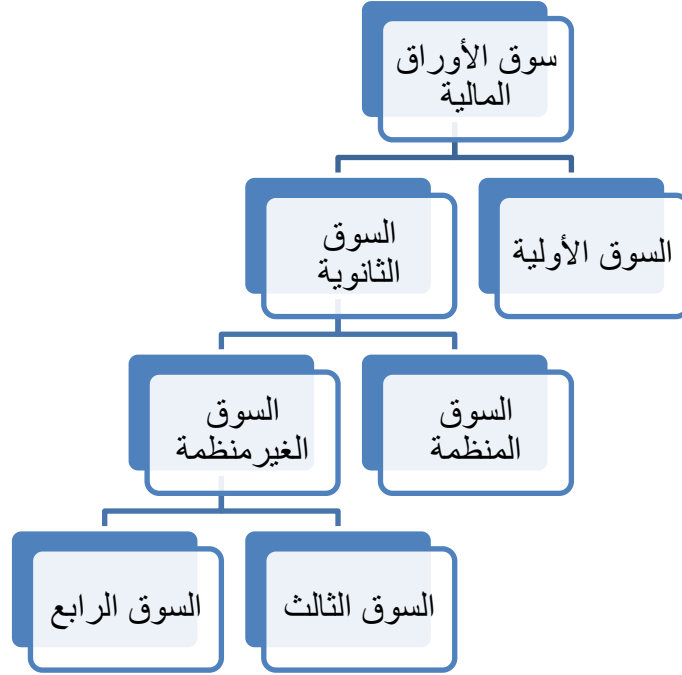 سوق الأوراق
المالية
السوق الأولية
السوق
الثانوية
السوق
المنظمة
السوق
الغيرمنظمة
السوق الثالث
السوق الرابع